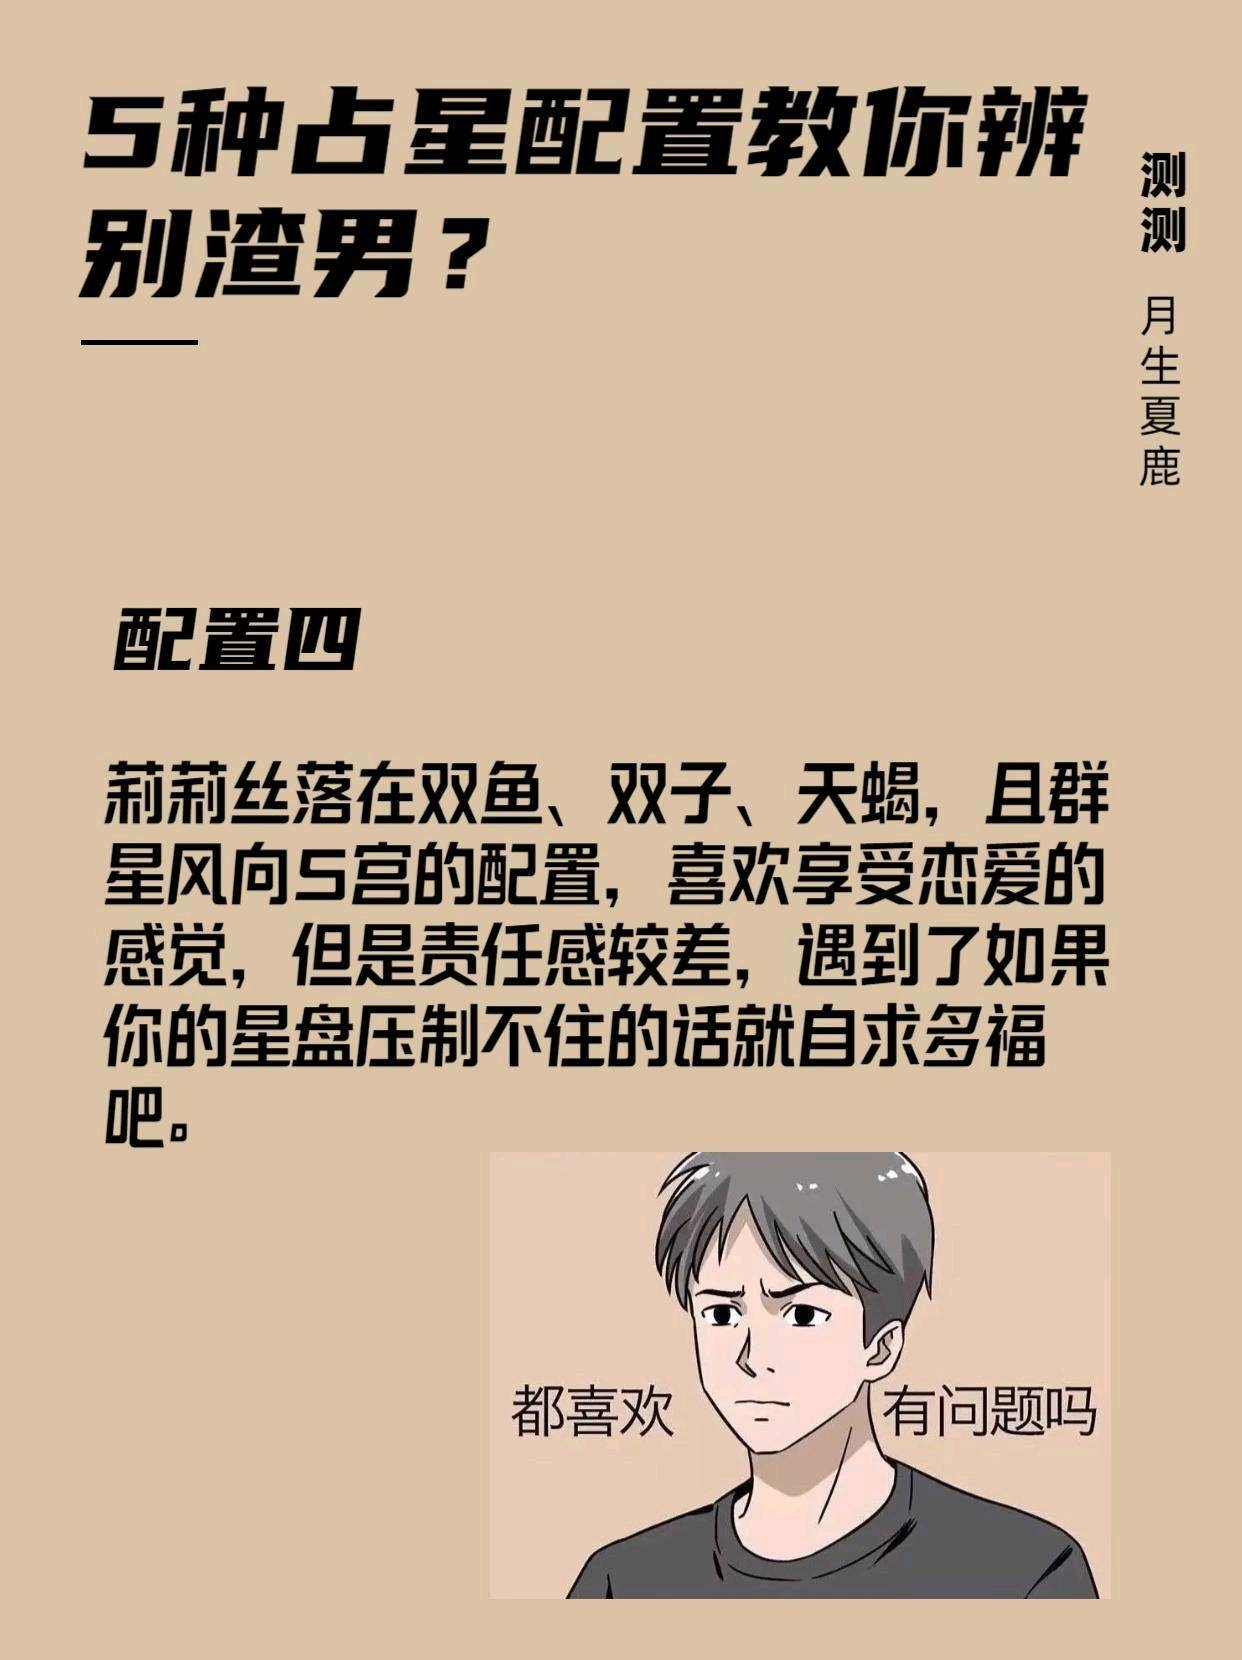 5种占星配置教你辨
别渣男？
测测 月生夏鹿
配置四
莉莉丝落在双鱼、双子、天蝎，且群
星风向5宫的配置，喜欢享受恋爱的
感觉，但是责任感较差，遇到了如果
你的星盘压制不住的话就自求多福
吧。
都喜欢 有问题吗